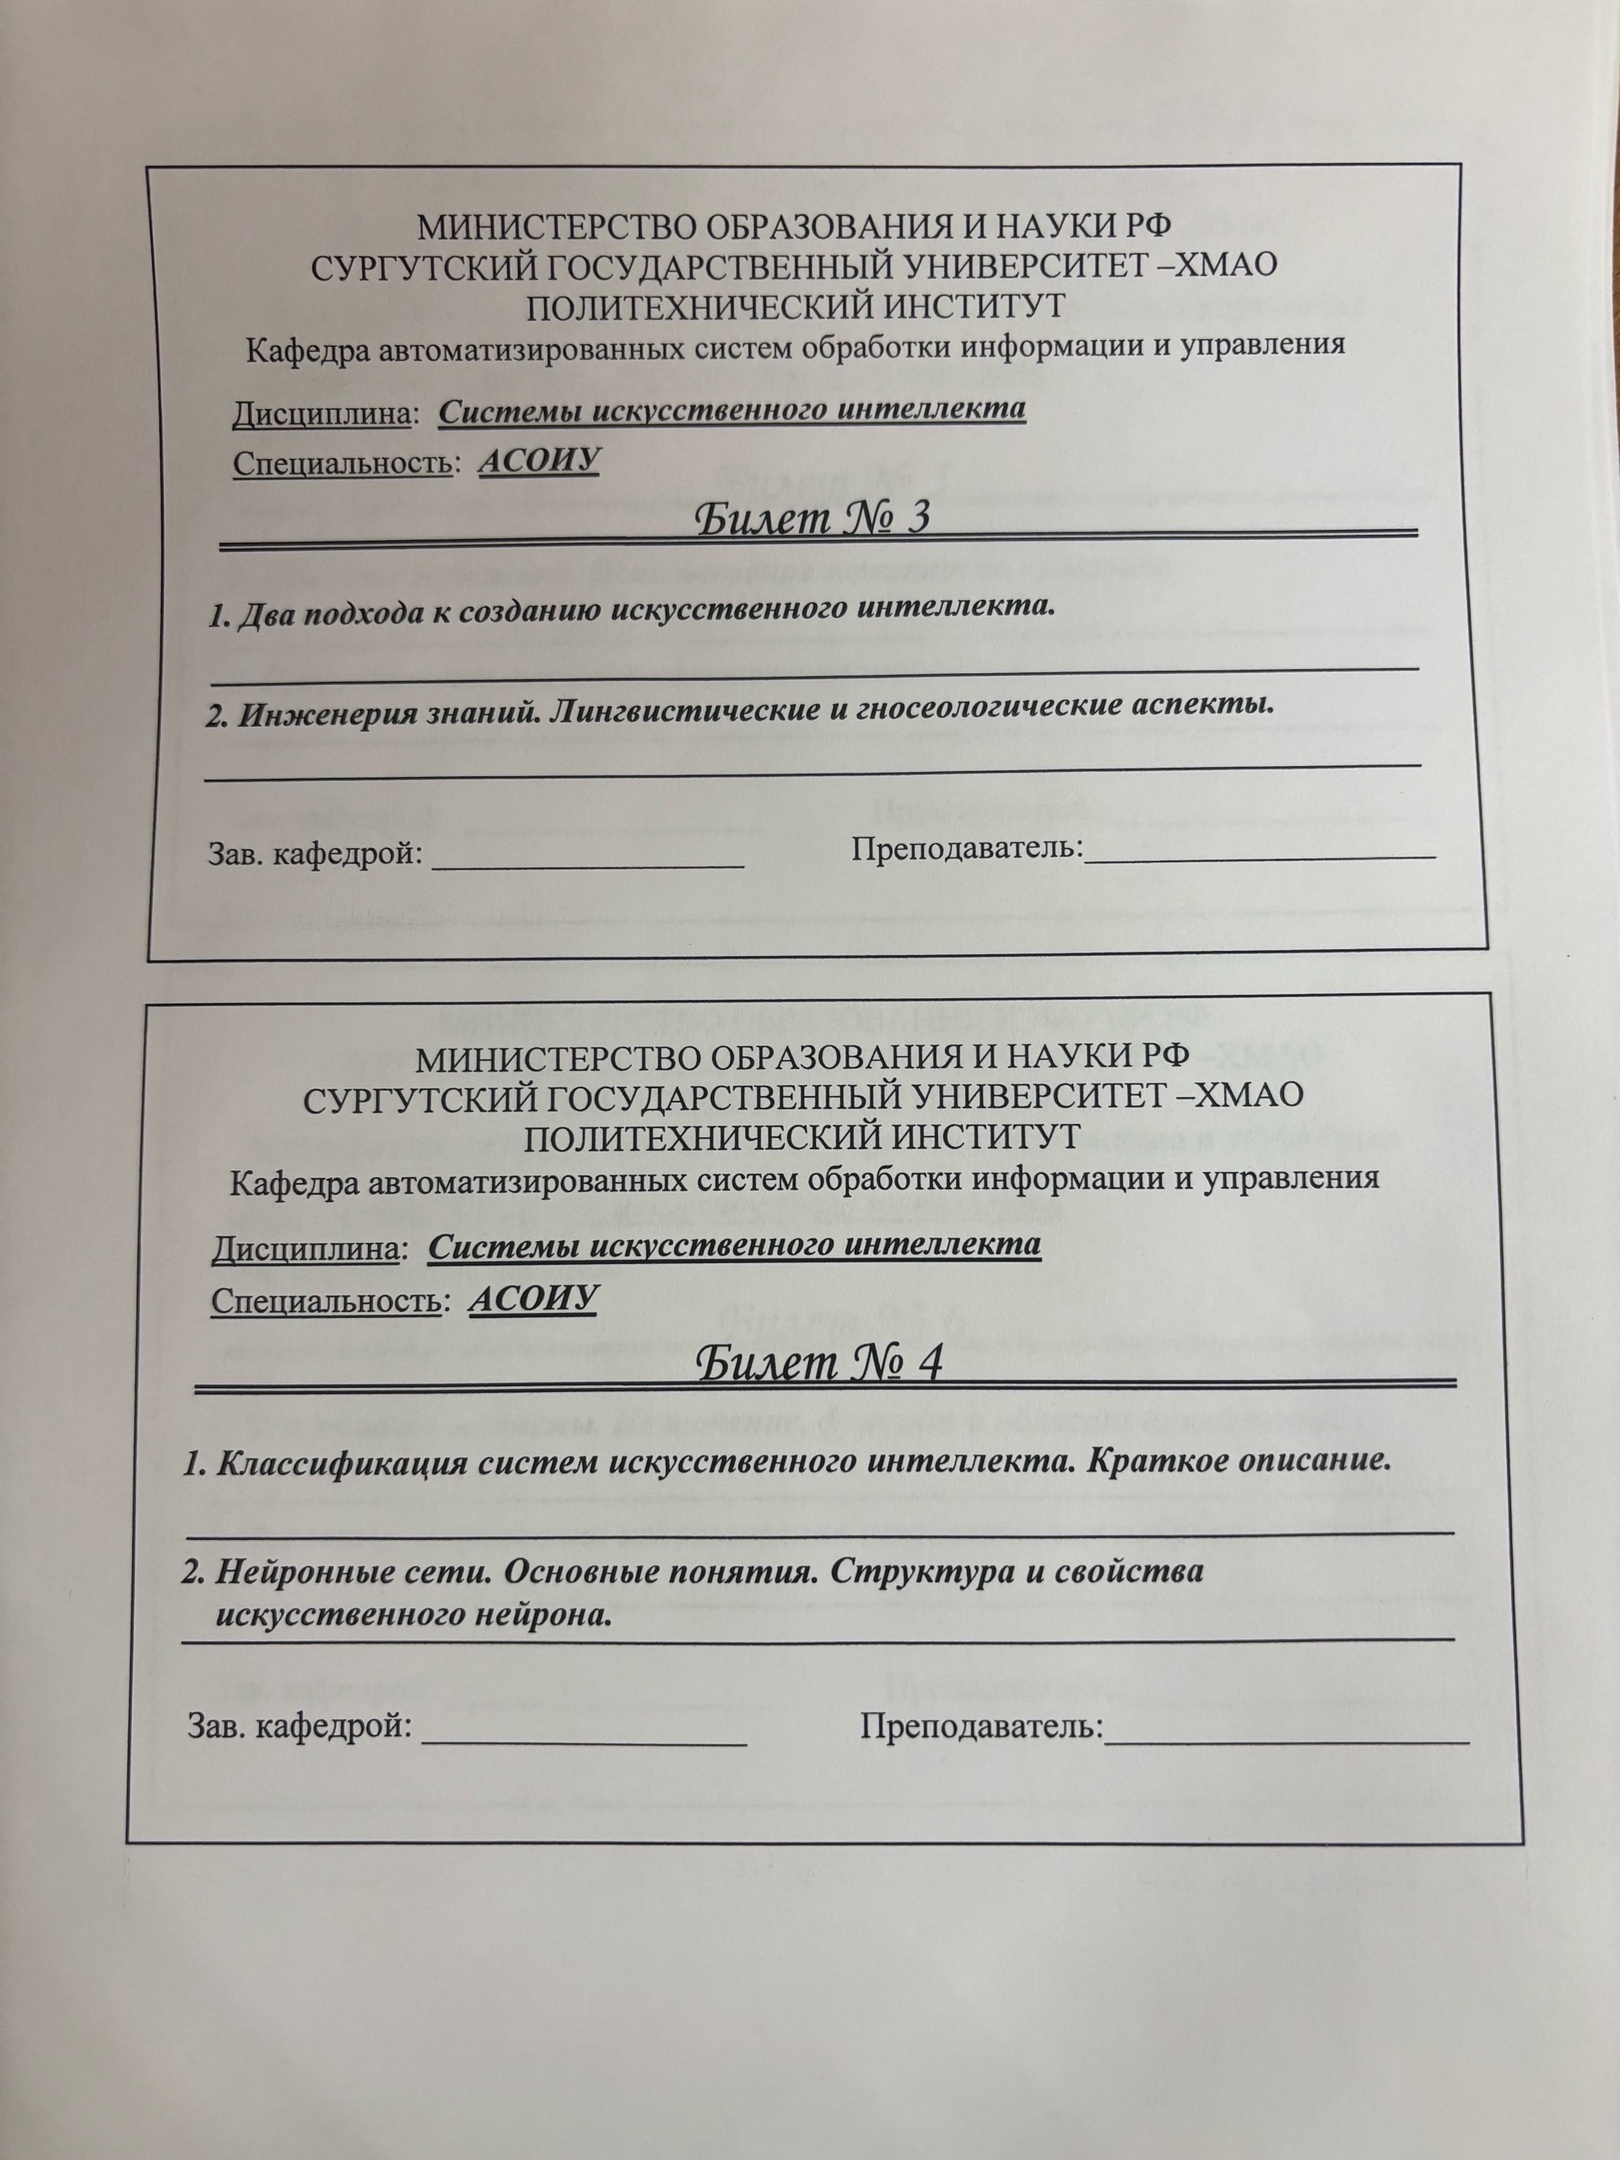 МИНИСТЕРСТВО ОБРАЗОВАНИЯ И НАУКИ РФ
СУРГУТСКИЙ ГОСУДАРСТВЕННЫЙ УНИВЕРСИТЕТ –ХМАО
ПОЛИТЕХНИЧЕСКИЙ ИНСТИТУТ
Кафедра автоматизированных систем обработки информации и управления
Дисциплина: Системы искусственного интеллекта
Специальность: АСОИУ
Билет № 3
1. Два подхода к созданию искусственного интеллекта.
2. Инженерия знаний. Лингвистические и гносеологические аспекты.
Зав. кафедрой: Преподаватель:
МИНИСТЕРСТВО ОБРАЗОВАНИЯ И НАУКИ РФ
СУРГУТСКИЙ ГОСУДАРСТВЕННЫЙ УНИВЕРСИТЕТ –ХМАО
ПОЛИТЕХНИЧЕСКИЙ ИНСТИТУТ
Кафедра автоматизированных систем обработки информации и управления
Дисциплина: Системы искусственного интеллекта
Специальность: АСОИУ
Билет № 4
1. Классификация систем искусственного интеллекта. Краткое описание.
2. Нейронные сети. Основные понятия. Структура и свойства
искусственного нейрона.
Зав. кафедрой: Преподаватель: